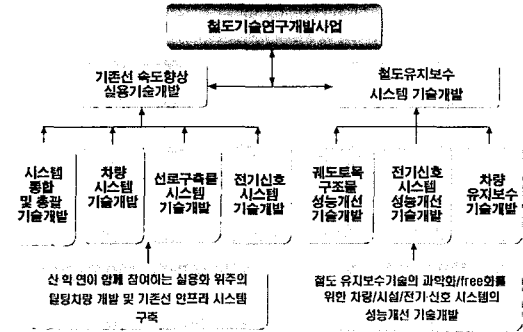 철도기술연구개발사업
기존선 속도향상
실용기술개발
철도유지보수
시스템 기술개발
시스템
종합
및 총괄
기술개발
차량
시스템
기술개발
선로구축물
시스템
기술개발
전기신호
시스템
기술개발
궤도토목
구조물
성능개선
기술개발
전기신호
시스템
성능개선
기술개발
차량
유지보수
기술개발
산 학 연이 함께 참여하는 실용화 위주의
틸팅차량 개발 및 기존선 인프라 시스템
구축
철도 유지보수기술의 과학화/free화를
위한 차량/시설/전기·신호 시스템의
성능개선 기술개발